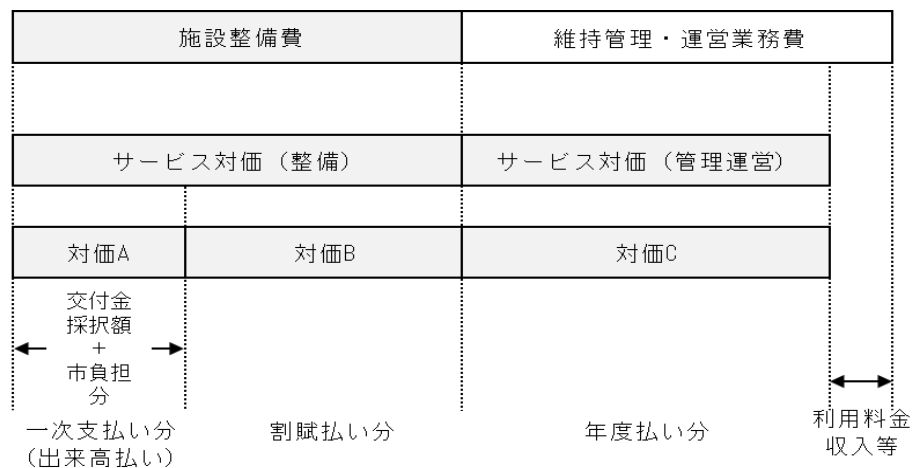 施設整備費
維持管理・運営業務費
サービス対価（整備）
サービス対価（管理運営）
対価A
対価B
対価C
交付金
採択額
＋
市負担
分
一次支払い分
(出来高払い)
割賦払い分
年度払い分
利用料金
収入等